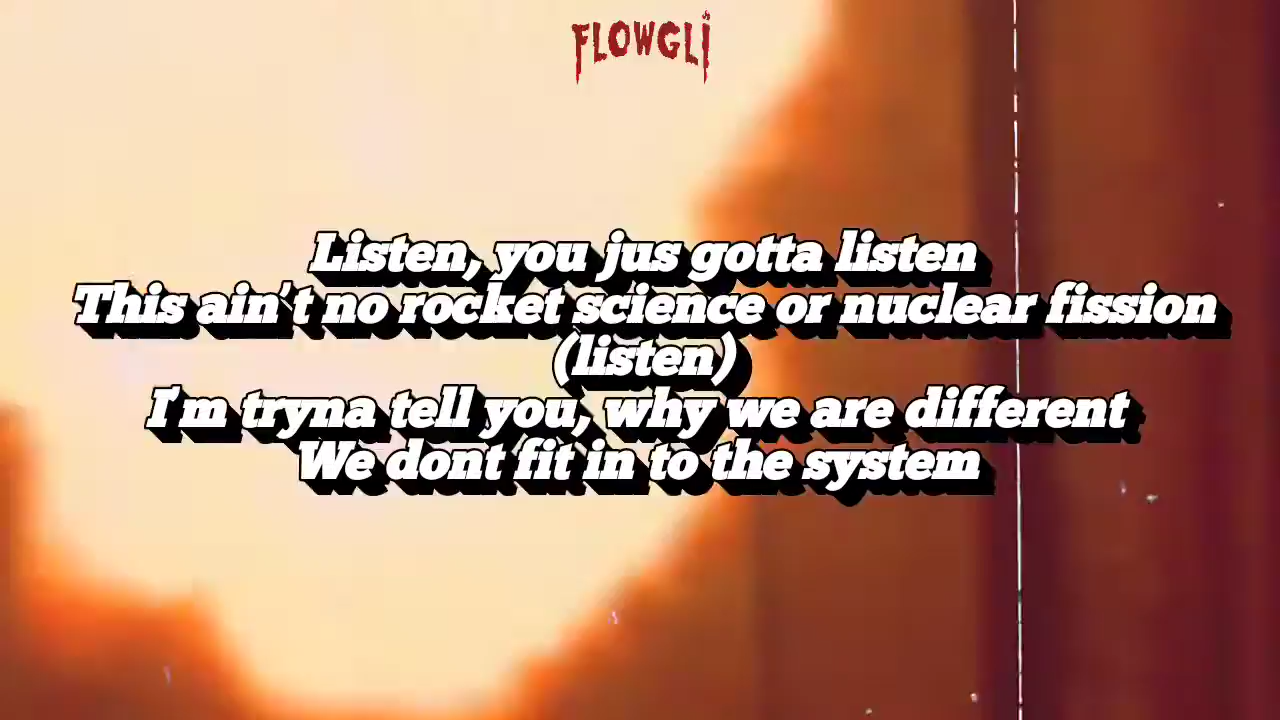 FLOWGLI
Listen, you jus gotta listen
This ain't no rocket science or nuclear fission
(listen)
I'm tryna tell you, why we are different
We dont fit in to the system